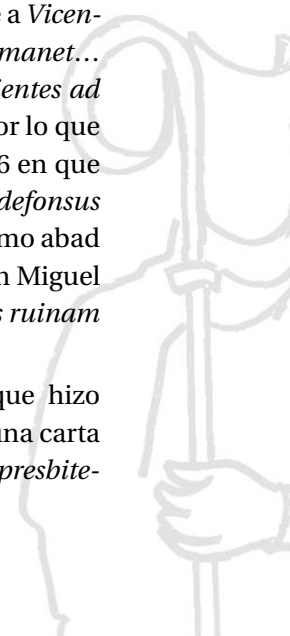 e a Vicen-
manet…
ientes ad
or lo que
6 en que
defonsus
mo abad
n Miguel
s ruinam
que hizo
una carta
presbite-